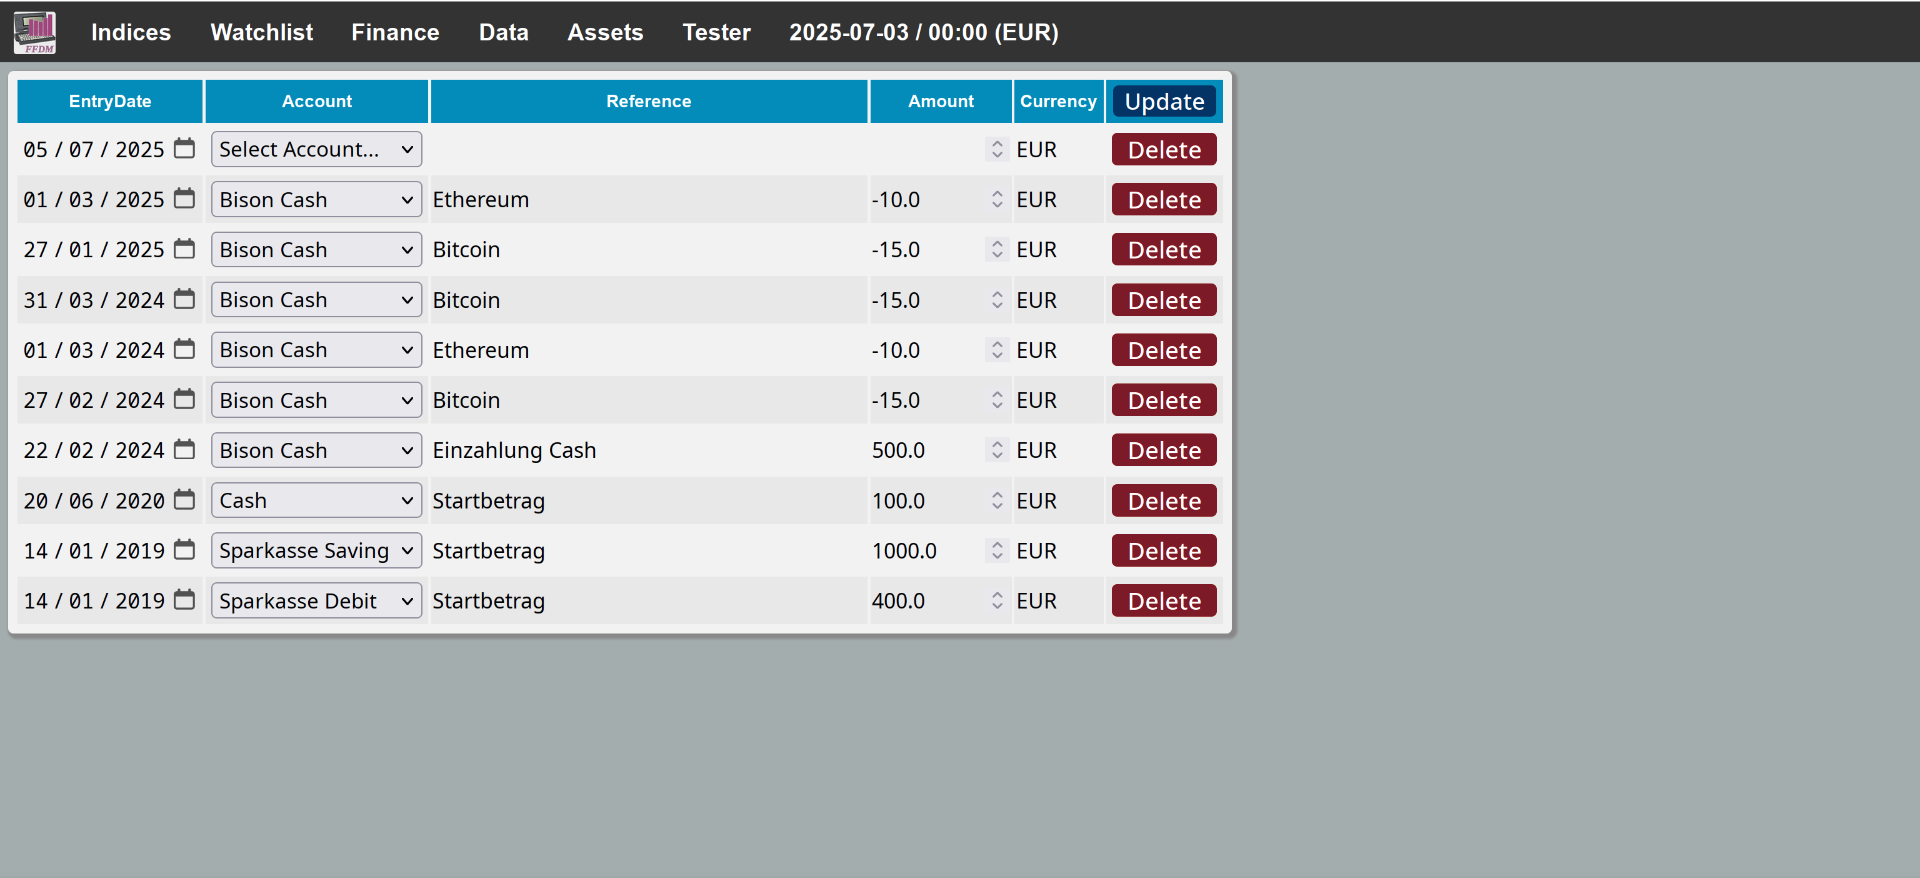 FFDM Indices Watchlist Finance Data Assets Tester 2025-07-03 / 00:00 (EUR)
EntryDate Account Reference Amount Currency Update
05 / 07 / 2025 Select Account... EUR Delete
01 / 03 / 2025 Bison Cash Ethereum -10.0 EUR Delete
27 / 01 / 2025 Bison Cash Bitcoin -15.0 EUR Delete
31 / 03 / 2024 Bison Cash Bitcoin -15.0 EUR Delete
01 / 03 / 2024 Bison Cash Ethereum -10.0 EUR Delete
27 / 02 / 2024 Bison Cash Bitcoin -15.0 EUR Delete
22 / 02 / 2024 Bison Cash Einzahlung Cash 500.0 EUR Delete
20 / 06 / 2020 Cash Startbetrag 100.0 EUR Delete
14 / 01 / 2019 Sparkasse Saving Startbetrag 1000.0 EUR Delete
14 / 01 / 2019 Sparkasse Debit Startbetrag 400.0 EUR Delete